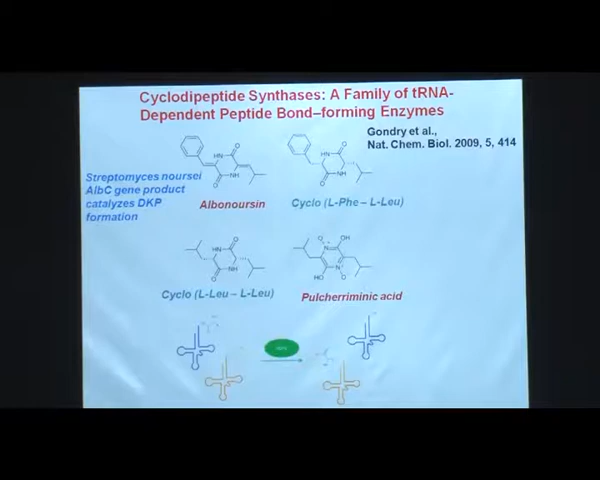 Cyclodipeptide Synthases: A Family of tRNA-
Dependent Peptide Bond–forming Enzymes
Gondry et al.,
Nat. Chem. Biol. 2009, 5, 414
Streptomyces noursei
AlbC gene product
catalyzes DKP
formation
Albonoursin
Cyclo (L-Phe – L-Leu)
Cyclo (L-Leu – L-Leu)
Pulcherriminic acid